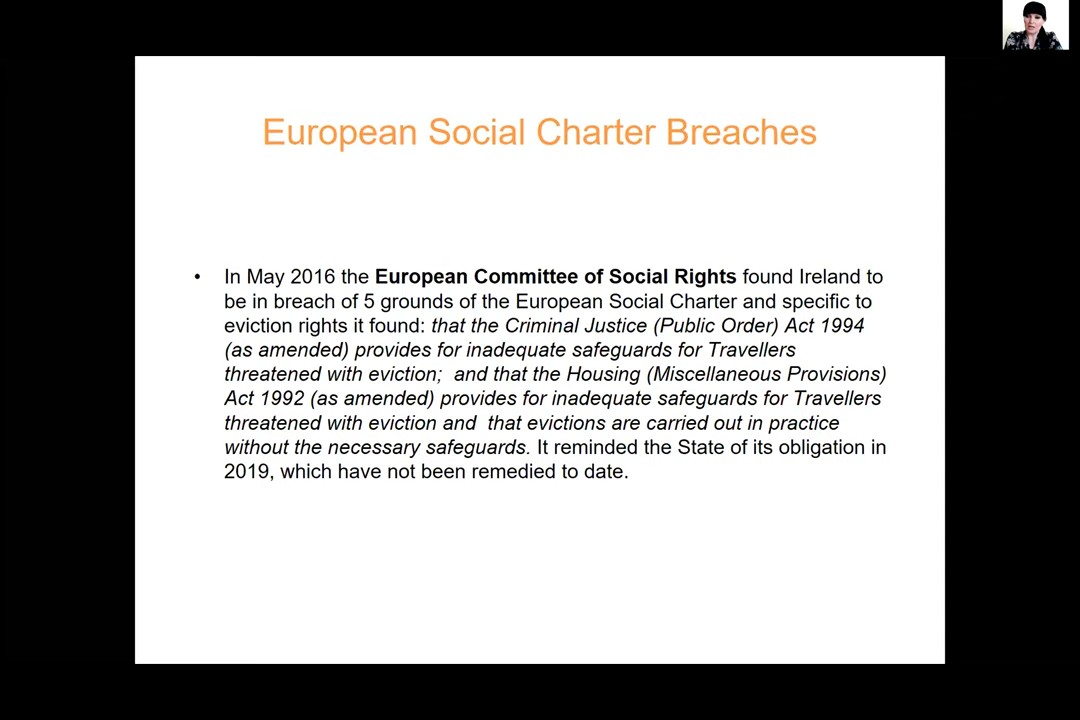 European Social Charter Breaches
• In May 2016 the European Committee of Social Rights found Ireland to
be in breach of 5 grounds of the European Social Charter and specific to
eviction rights it found: that the Criminal Justice (Public Order) Act 1994
(as amended) provides for inadequate safeguards for Travellers
threatened with eviction;  and that the Housing (Miscellaneous Provisions)
Act 1992 (as amended) provides for inadequate safeguards for Travellers
threatened with eviction and  that evictions are carried out in practice
without the necessary safeguards. It reminded the State of its obligation in
2019, which have not been remedied to date.